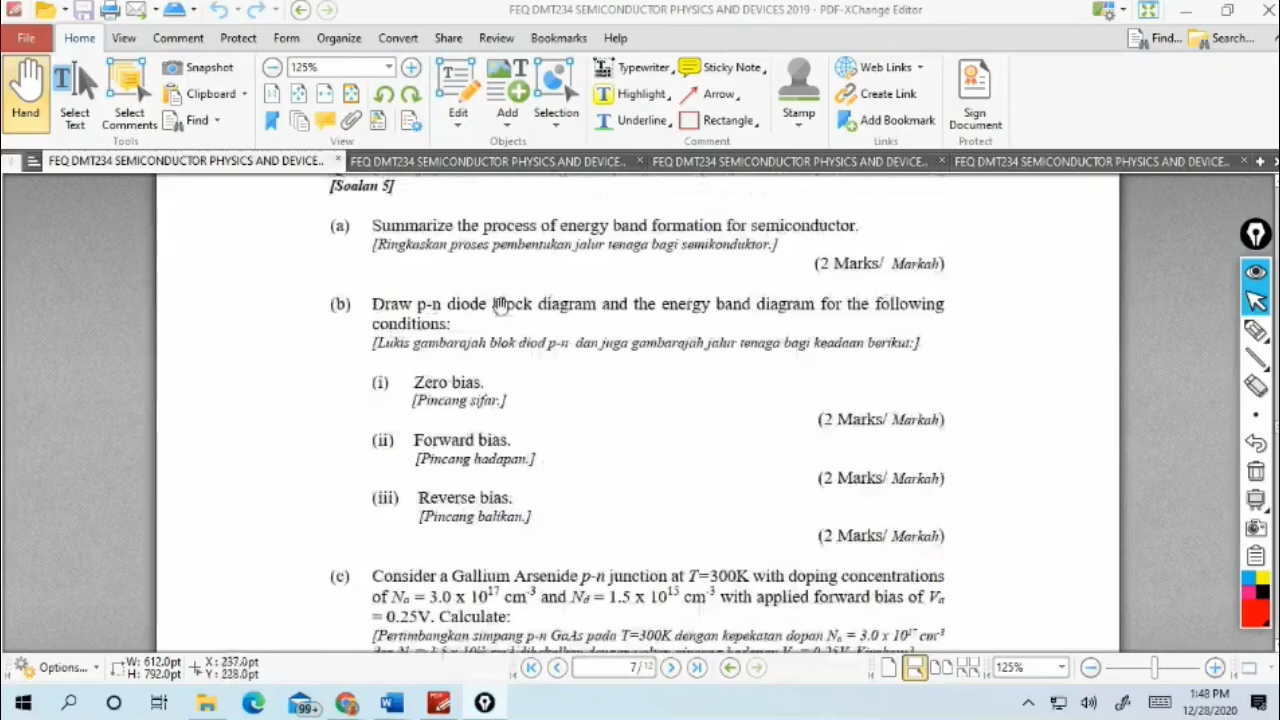 FEQ DMT234 SEMICONDUCTOR PHYSICS AND DEVICES 2019 - PDF-XChange Editor
File Home View Comment Protect Form Organize Convert Share Review Bookmarks Help Find... Search...
Hand Select Text Select Comments Snapshot Clipboard Find
125%
Edit Add Selection
Typewriter Highlight Underline Sticky Note Arrow Rectangle
Stamp
Web Links Create Link Add Bookmark
Sign Document
Tools View Objects Comment Links Protect
FEQ DMT234 SEMICONDUCTOR PHYSICS AND DEVICE... FEQ DMT234 SEMICONDUCTOR PHYSICS AND DEVICE... FEQ DMT234 SEMICONDUCTOR PHYSICS AND DEVICE... FEQ DMT234 SEMICONDUCTOR PHYSICS AND DEVICE...
[Soalan 5]
(a) Summarize the process of energy band formation for semiconductor.
[Ringkaskan proses pembentukan jalur tenaga bagi semikonduktor.]
(2 Marks/ Markah)
(b) Draw p-n diode diagram and the energy band diagram for the following
conditions:
[Lukis gambarajah blok diod p-n dan juga gambarajah jalur tenaga bagi keadaan berikut:]
(i) Zero bias.
[Pincang sifar.]
(2 Marks/ Markah)
(ii) Forward bias.
[Pincang hadapan.]
(2 Marks/ Markah)
(iii) Reverse bias.
[Pincang balikan.]
(2 Marks/ Markah)
(c) Consider a Gallium Arsenide p-n junction at T=300K with doping concentrations
of Nₐ = 3.0 x 10¹⁷ cm⁻³ and N_d = 1.5 x 10¹⁵ cm⁻³ with applied forward bias of Vₐ
= 0.25V. Calculate:
[Pertimbangkan simpang p-n GaAs pada T=300K dengan kepekatan dopan Nₐ = 3.0 x 10¹⁷ cm⁻³
Options... W: 612.0pt H: 792.0pt X: 237.0pt Y: 228.0pt 7 / 12 125%
99+ 1:48 PM
12/28/2020